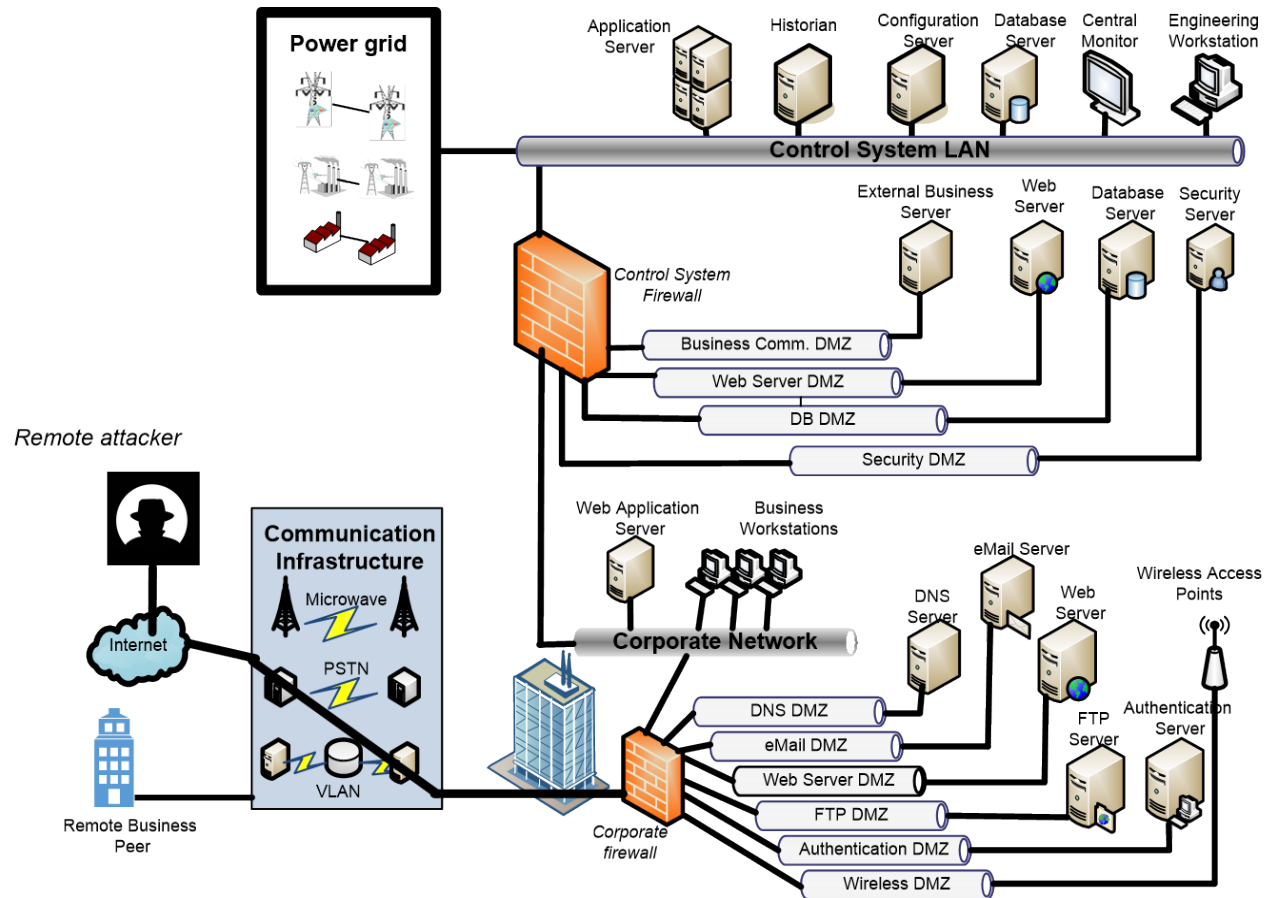 Power grid
Application
Server
Historian
Configuration
Server
Database
Server
Central
Monitor
Engineering
Workstation
Control System LAN
External Business
Server
Web
Server
Database
Server
Security
Server
Control System
Firewall
Business Comm. DMZ
Web Server DMZ
DB DMZ
Security DMZ
Remote attacker
Internet
Communication
Infrastructure
Microwave
PSTN
VLAN
Remote Business
Peer
Web Application
Server
Business
Workstations
Corporate Network
DNS
Server
eMail Server
Web
Server
Wireless Access
Points
FTP
Server
Authentication
Server
DNS DMZ
eMail DMZ
Web Server DMZ
FTP DMZ
Authentication DMZ
Wireless DMZ
Corporate
firewall